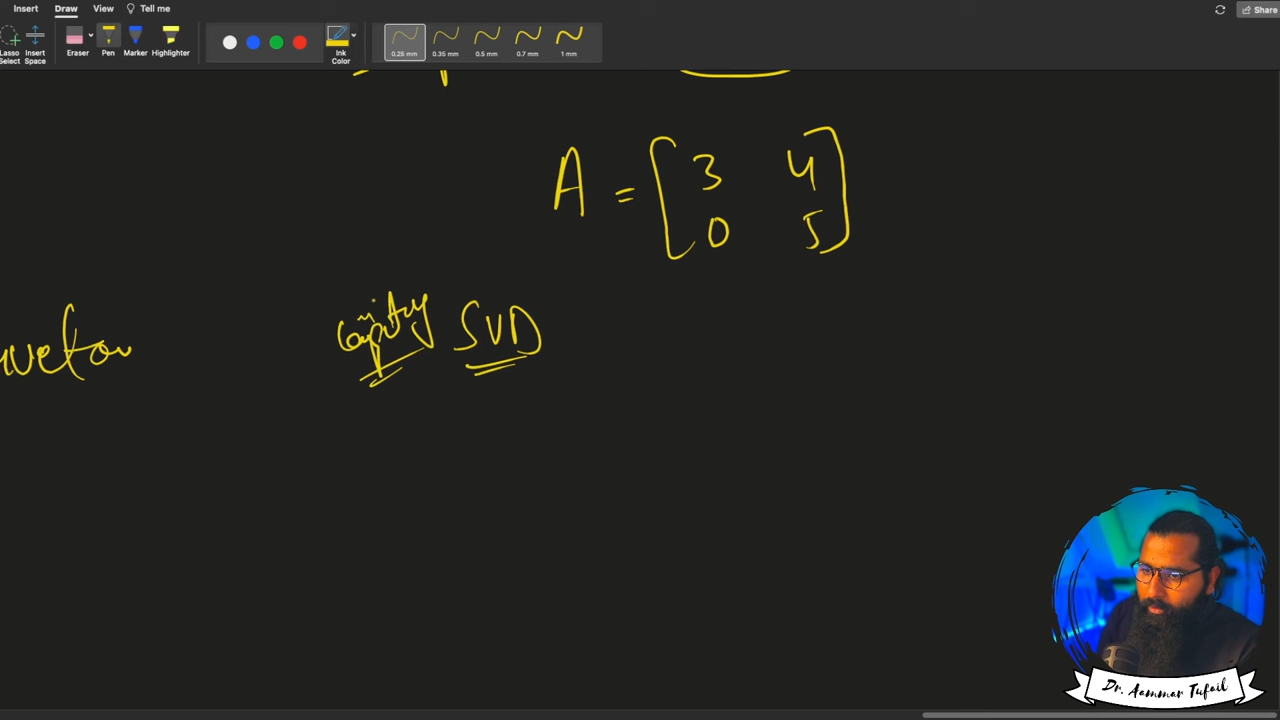 Insert Draw View Tell me
Share
Lasso Select
Insert Space
Eraser
Pen
Marker
Highlighter
Ink Color
0.25 mm
0.35 mm
0.5 mm
0.7 mm
1 mm
A = [ 3 4
0 5 ]
SVD
Dr. Aammar Tufail